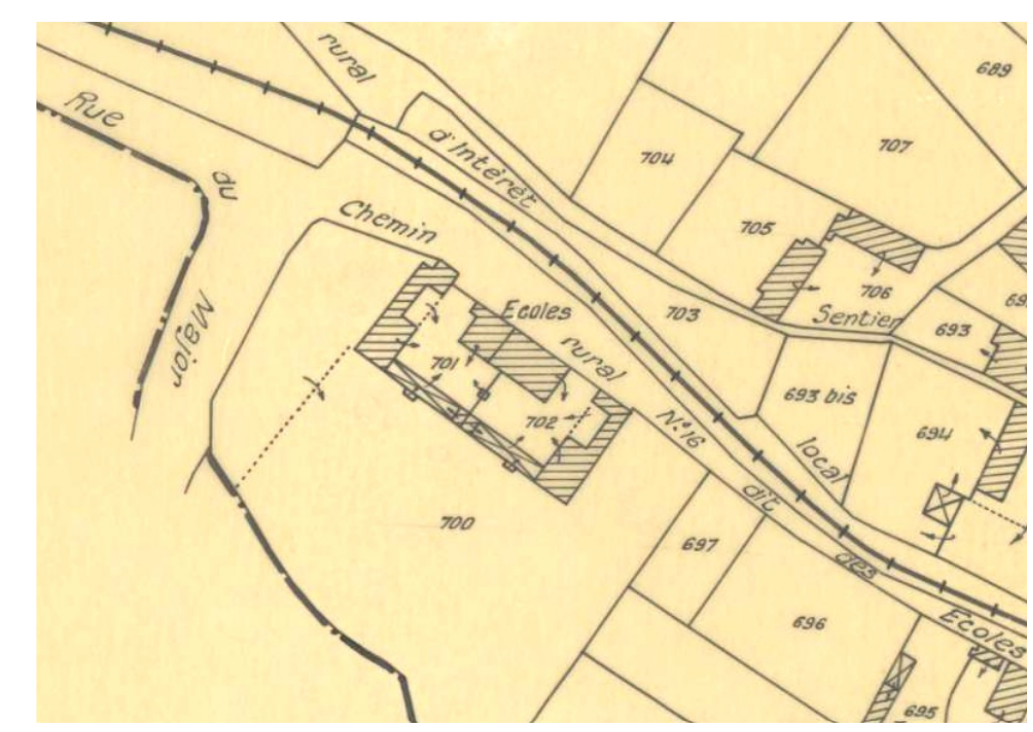 rural
689
Rue
d'Intérêt
704
707
du
Chemin
705
706
Major
Ecoles
703
Sentier
693
69
rural
701
693 bis
702
N° 16
694
local
dit
700
697
des
696
Ecoles
695